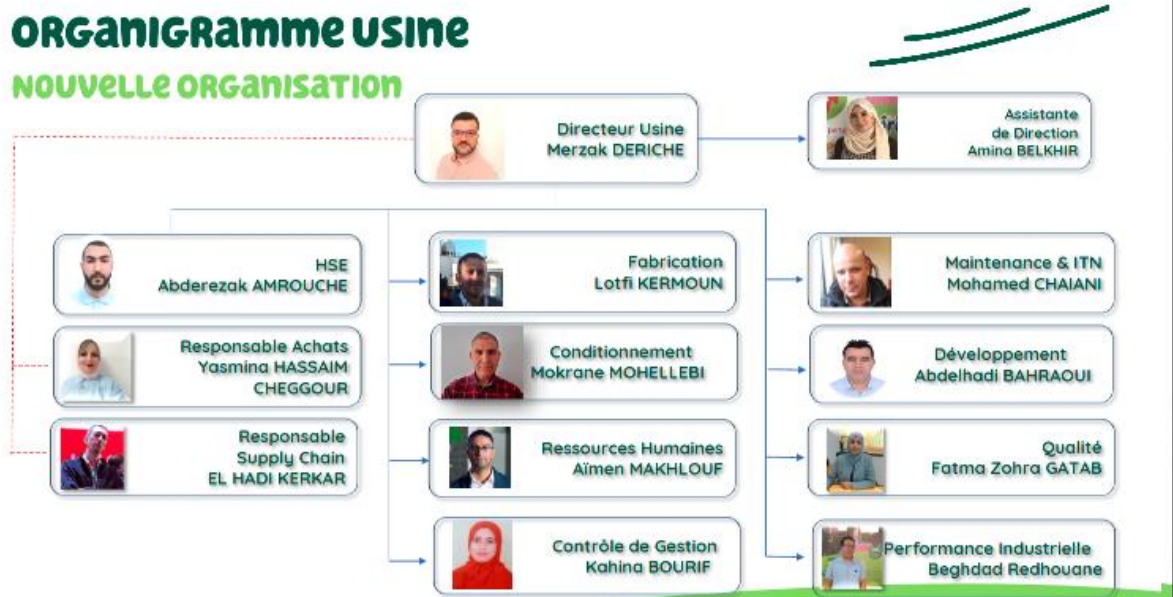 ORGANIGRAMME USINE
NOUVELLE ORGANISATION
Directeur Usine
Merzak DERICHE
Assistante
de Direction
Amina BELKHIR
HSE
Abderezak AMROUCHE
Fabrication
Lotfi KERMOUN
Maintenance & ITN
Mohamed CHAIANI
Responsable Achats
Yasmina HASSAIM
CHEGGOUR
Conditionnement
Mokrane MOHELLEBI
Développement
Abdelhadi BAHRAOUI
Responsable
Supply Chain
EL HADI KERKAR
Ressources Humaines
Aïmen MAKHLOUF
Qualité
Fatma Zohra GATAB
Contrôle de Gestion
Kahina BOURIF
Performance Industrielle
Beghdad Redhouane